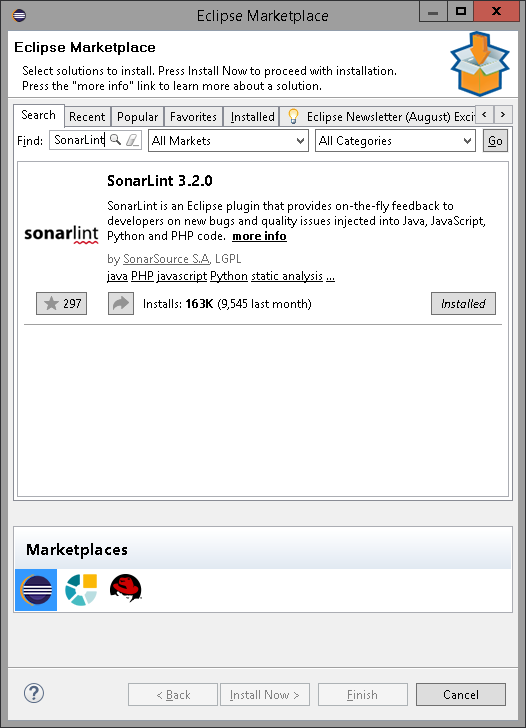 Eclipse Marketplace
Eclipse Marketplace
Select solutions to install. Press Install Now to proceed with installation.
Press the "more info" link to learn more about a solution.
Search Recent Popular Favorites Installed Eclipse Newsletter (August) Exci < >
Find: SonarLint All Markets All Categories Go
SonarLint 3.2.0
SonarLint is an Eclipse plugin that provides on-the-fly feedback to
developers on new bugs and quality issues injected into Java, JavaScript,
Python and PHP code. more info
sonarlint
by SonarSource S.A, LGPL
java PHP javascript Python static analysis ...
297 Installs: 163K (9,545 last month) Installed
Marketplaces
? < Back Install Now > Finish Cancel